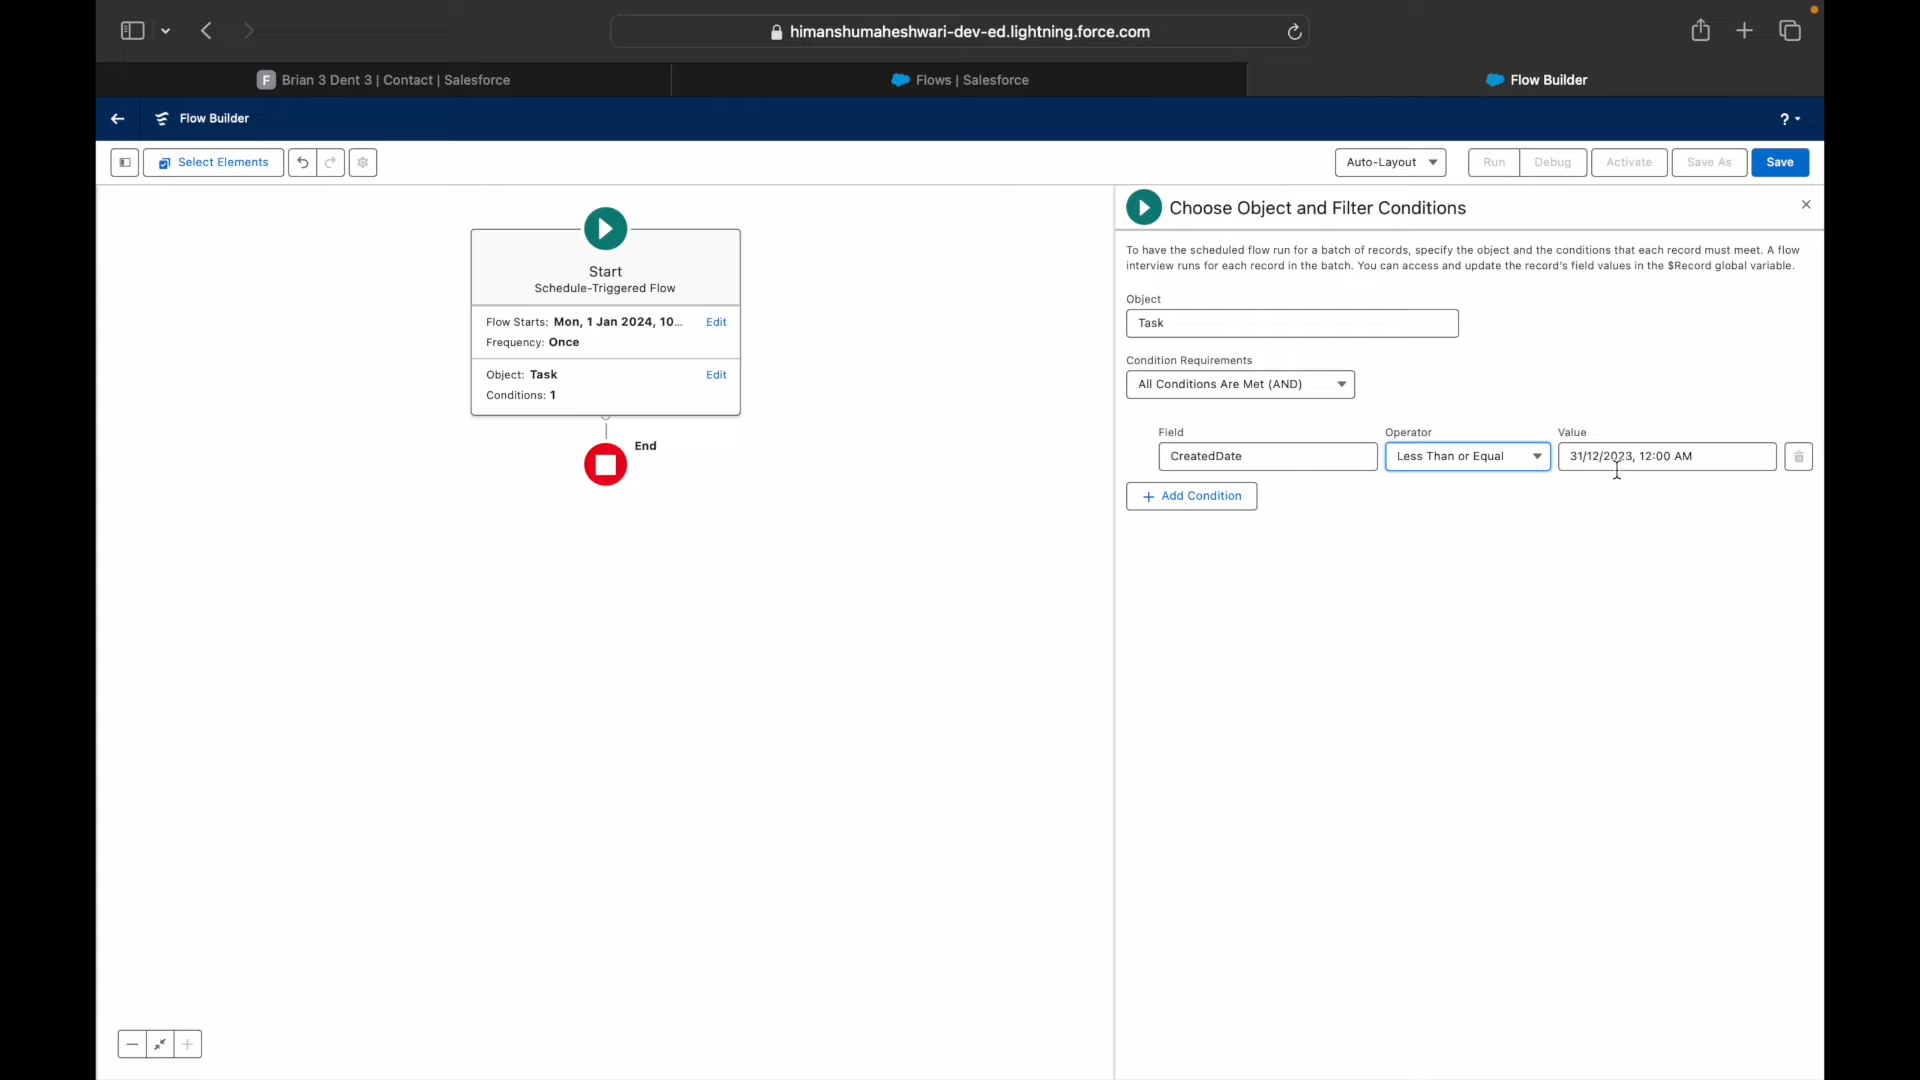 himanshumaheshwari-dev-ed.lightning.force.com
F Brian 3 Dent 3 | Contact | Salesforce
Flows | Salesforce
Flow Builder
Flow Builder
?
Select Elements
Auto-Layout
Run
Debug
Activate
Save As
Save
Start
Schedule-Triggered Flow
Flow Starts: Mon, 1 Jan 2024, 10... Edit
Frequency: Once
Object: Task Edit
Conditions: 1
End
Choose Object and Filter Conditions
To have the scheduled flow run for a batch of records, specify the object and the conditions that each record must meet. A flow
interview runs for each record in the batch. You can access and update the record's field values in the $Record global variable.
Object
Task
Condition Requirements
All Conditions Are Met (AND)
Field Operator Value
CreatedDate Less Than or Equal 31/12/2023, 12:00 AM
+ Add Condition